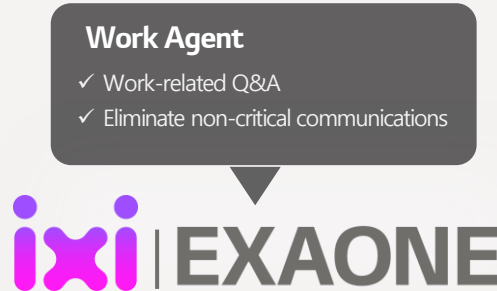 Work Agent
✓ Work-related Q&A
✓ Eliminate non-critical communications
ixi | EXAONE